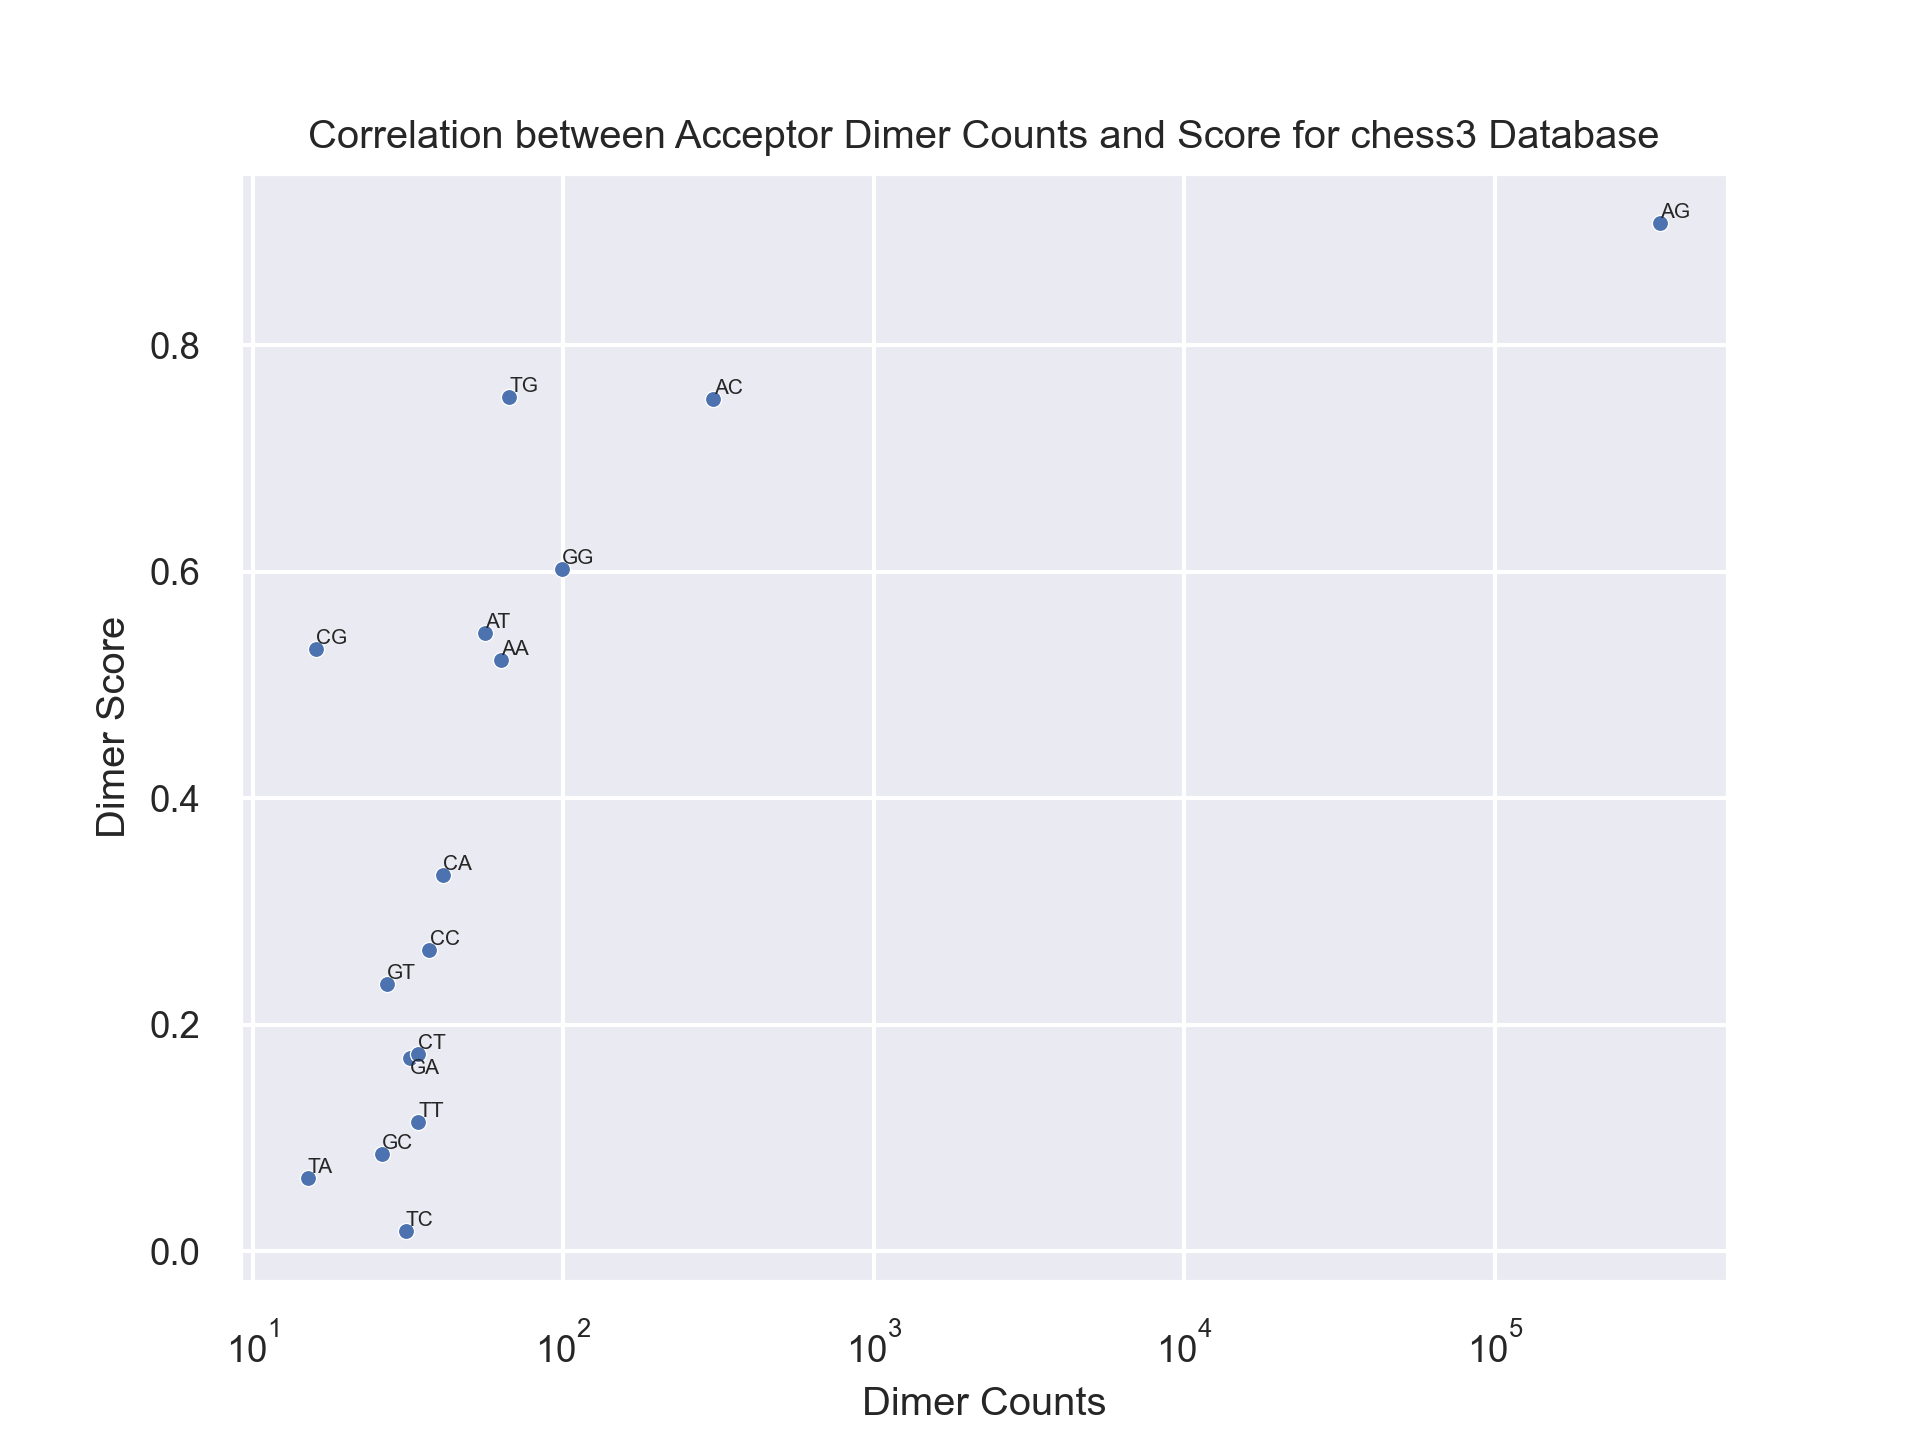 Correlation between Acceptor Dimer Counts and Score for chess3 Database
AG
0.8
TG
AC
GG
0.6
AT
CG
AA
Dimer Score
0.4
CA
CC
GT
0.2
CT
GA
TT
GC
TA
TC
0.0
10^1 10^2 10^3 10^4 10^5
Dimer Counts